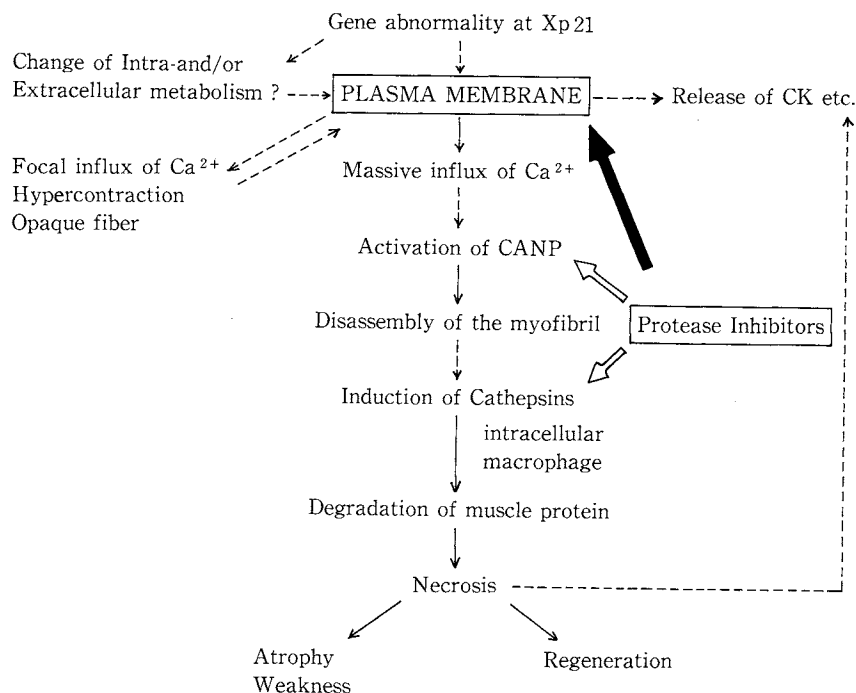 Gene abnormality at Xp21
Change of Intra-and/or
Extracellular metabolism ?
PLASMA MEMBRANE
Release of CK etc.
Focal influx of Ca²⁺
Hypercontraction
Opaque fiber
Massive influx of Ca²⁺
Activation of CANP
Disassembly of the myofibril
Protease Inhibitors
Induction of Cathepsins
intracellular
macrophage
Degradation of muscle protein
Necrosis
Atrophy
Weakness
Regeneration